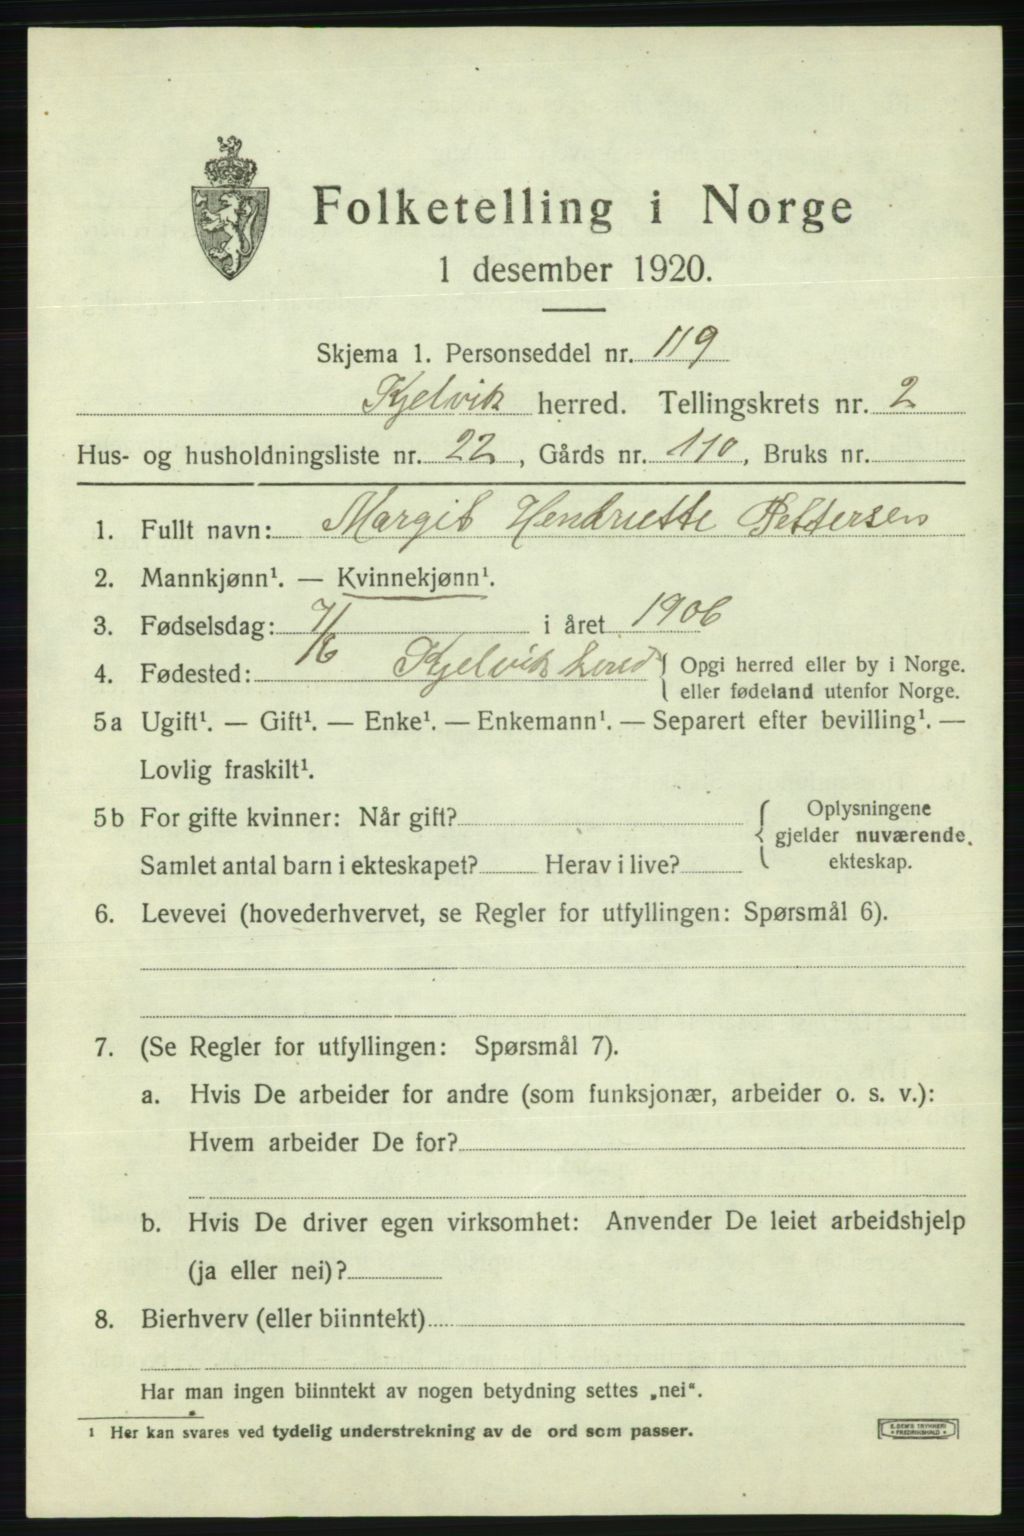 Folketelling i Norge
1 desember 1920.
Skjema 1. Personseddel nr. 119
Kjelvik herred. Tellingskrets nr. 2
Hus- og husholdningsliste nr. 22, Gårds nr. 110, Bruks nr.
1. Fullt navn: Margit Hendriette Pettersen
2. Mannkjønn¹. — Kvinnekjønn¹.
3. Fødselsdag: 7/6 i året 1906
4. Fødested: Kjelvik { Opgi herred eller by i Norge.
eller fødeland utenfor Norge.
5a Ugift¹. — Gift¹. — Enke¹. — Enkemann¹. — Separert efter bevilling¹. —
Lovlig fraskilt¹.
5b For gifte kvinner: Når gift? { Oplysningene
gjelder nuværende
ekteskap.
Samlet antal barn i ekteskapet? Herav i live?
6. Levevei (hovederhvervet, se Regler for utfyllingen: Spørsmål 6).
7. (Se Regler for utfyllingen: Spørsmål 7).
a. Hvis De arbeider for andre (som funksjonær, arbeider o. s. v.):
Hvem arbeider De for?
b. Hvis De driver egen virksomhet: Anvender De leiet arbeidshjelp
(ja eller nei)?
8. Bierhverv (eller biinntekt)
Har man ingen biinntekt av nogen betydning settes „nei“.
¹ Her kan svares ved tydelig understrekning av de ord som passer.
E. SEM'S TRYKKERI
FREDRIKSHALD